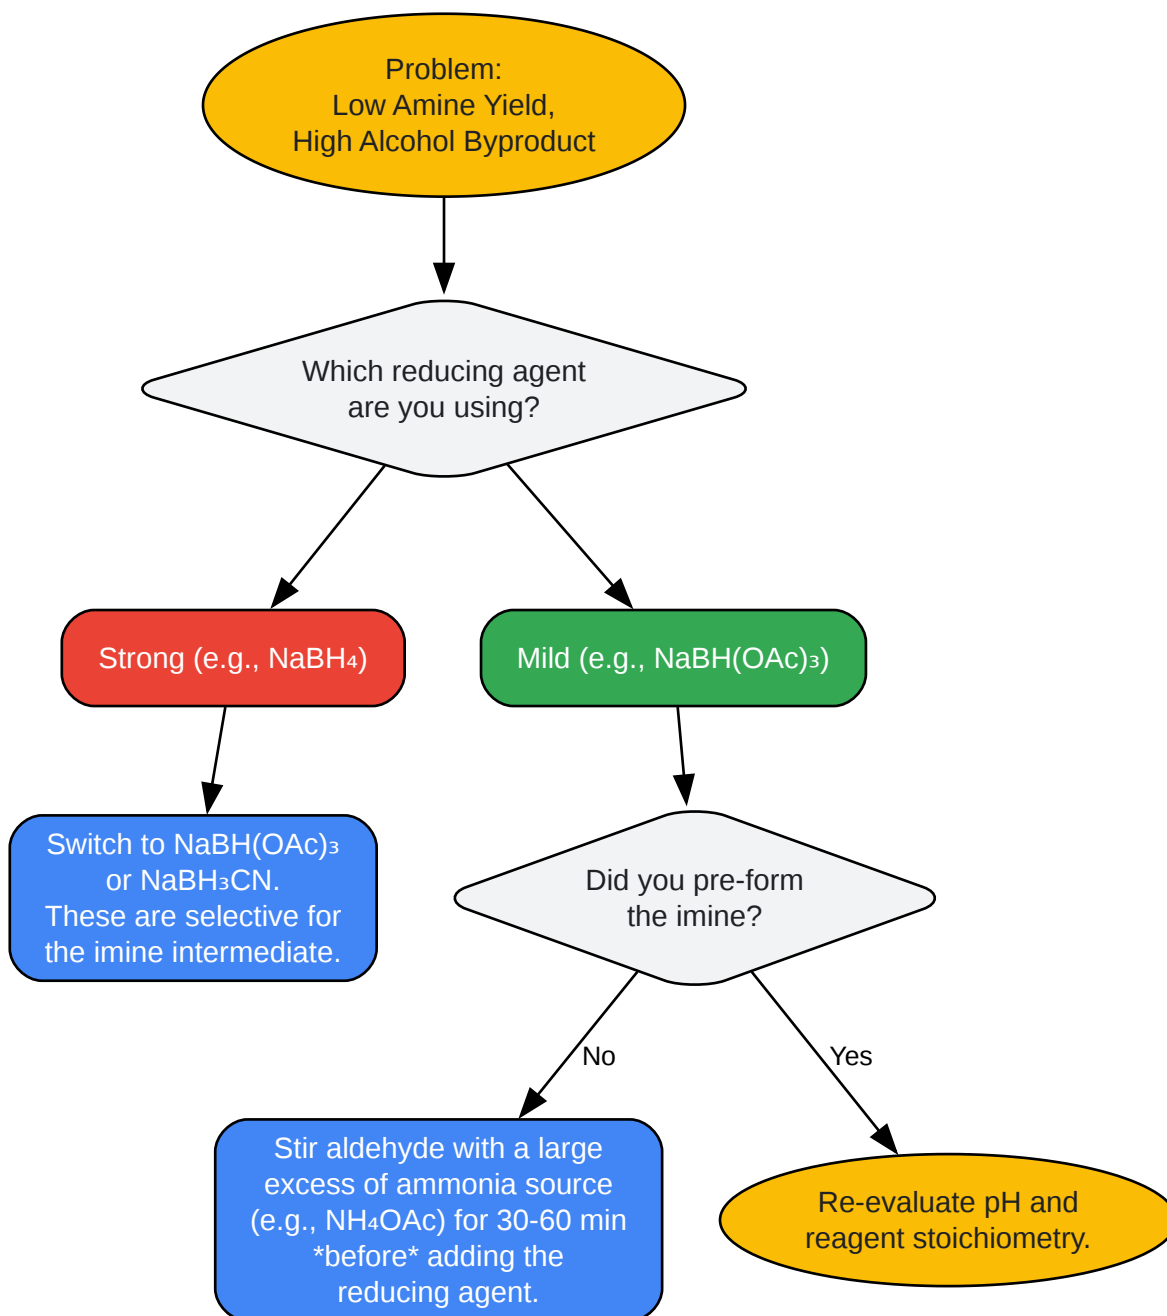 Problem:
Low Amine Yield,
High Alcohol Byproduct
Which reducing agent
are you using?
Strong (e.g., NaBH₄)
Mild (e.g., NaBH(OAc)₃)
Switch to NaBH(OAc)₃
or NaBH₃CN.
These are selective for
the imine intermediate.
Did you pre-form
the imine?
No
Yes
Stir aldehyde with a large
excess of ammonia source
(e.g., NH₄OAc) for 30-60 min
*before* adding the
reducing agent.
Re-evaluate pH and
reagent stoichiometry.